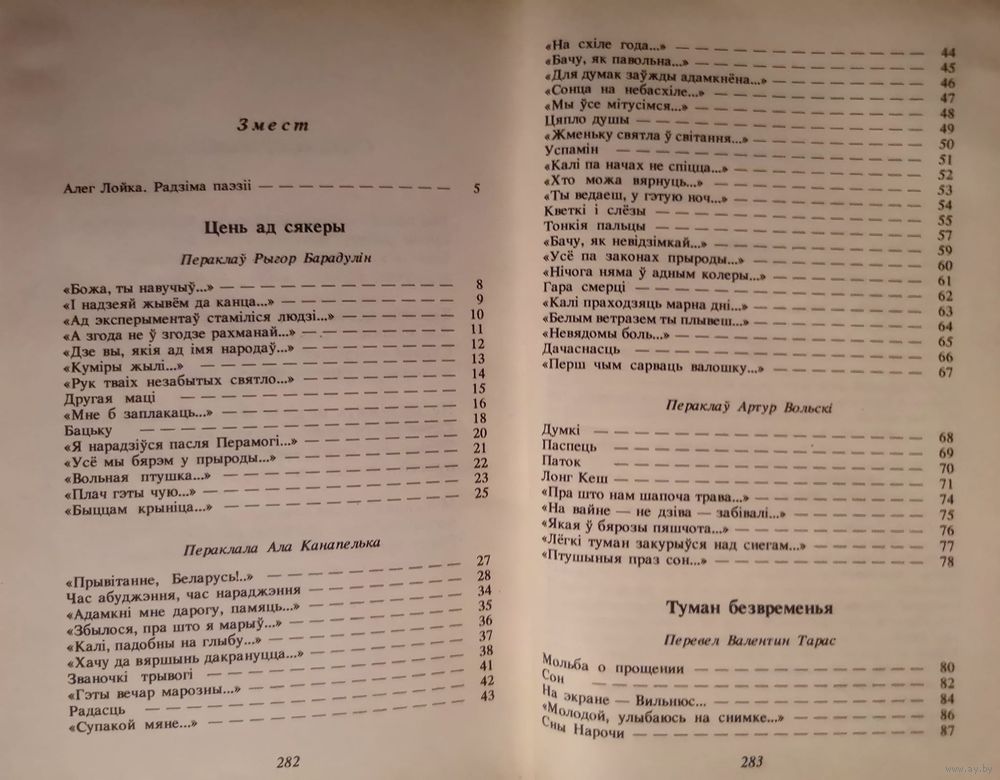 Змест
Алег Лойка. Радзіма паэзіі — — — — — — — — — — 5
Цень ад сякеры
Пераклаў Рыгор Барадулін
«Божа, ты навучыў...» — — — — — — — — — — — 8
«І надзеяй жывём да канца...» — — — — — — — — 9
«Ад эксперыментаў стаміліся людзі...» — — — — — — 10
«А згода не ў згодзе рахманай...» — — — — — — — 11
«Дзе вы, якія ад імя народаў...» — — — — — — — 12
«Куміры жылі...» — — — — — — — — — — — 13
«Рук тваіх незабытых святло...» — — — — — — — 14
Другая маці — — — — — — — — — — — — 15
«Мне б заплакаць...» — — — — — — — — — — 16
Бацьку — — — — — — — — — — — — — 18
«Я нарадзіўся пасля Перамогі...» — — — — — — — 20
«Усё мы бярэм у прыроды...» — — — — — — — — 21
«Вольная птушка...» — — — — — — — — — — 22
«Плач гэты чую...» — — — — — — — — — — 23
«Быццам крыніца...» — — — — — — — — — — 25
Пераклала Ала Канапелька
«Прывітанне, Беларусь!..» — — — — — — — — — 27
Час абуджэння, час нараджэння — — — — — — — 28
«Адамкні мне дарогу, памяць...» — — — — — — — 34
«Збылося, пра што я марыў...» — — — — — — — 35
«Калі, падобны на глыбу...» — — — — — — — — 36
«Хачу да вяршынь дакрануцца...» — — — — — — — 37
Званочкі трывогі — — — — — — — — — — — 38
«Гэты вечар марозны...» — — — — — — — — — 41
Радасць — — — — — — — — — — — — — 42
«Супакой мяне...» — — — — — — — — — — — 43
282
«На схіле года...» — — — — — — — — — — — 44
«Бачу, як павольна...» — — — — — — — — — — 45
«Для думак заўжды адамкнёна...» — — — — — — — 46
«Сонца на небасхіле...» — — — — — — — — — 47
«Мы ўсе мітусімся...» — — — — — — — — — — 48
Цяпло душы — — — — — — — — — — — — 49
«Жменьку святла ў світання...» — — — — — — — 50
Успамін — — — — — — — — — — — — — 51
«Калі па начах не спіцца...» — — — — — — — — 52
«Хто можа вярнуць...» — — — — — — — — — 53
«Ты ведаеш, у гэтую ноч...» — — — — — — — — 54
Кветкі і слёзы — — — — — — — — — — — 55
Тонкія пальцы — — — — — — — — — — — 57
«Бачу, як невідзімкай...» — — — — — — — — — 59
«Усё па законах прыроды...» — — — — — — — — 60
«Нічога няма ў адным колеры...» — — — — — — — 61
Гара смерці — — — — — — — — — — — — 62
«Калі праходзяць марна дні...» — — — — — — — 63
«Белым ветразем ты плывеш...» — — — — — — — 64
«Невядомы боль...» — — — — — — — — — — 65
Дачаснасць — — — — — — — — — — — — 66
«Перш чым сарваць валошку...» — — — — — — — 67
Пераклаў Артур Вольскі
Думкі — — — — — — — — — — — — — 68
Паспець — — — — — — — — — — — — — 69
Паток — — — — — — — — — — — — — 70
Лонг Кеш — — — — — — — — — — — — 71
«Пра што нам шапоча трава...» — — — — — — — 74
«На вайне — не дзіва — забівалі...» — — — — — — 75
«Якая ў бярозы пяшчота...» — — — — — — — — 76
«Лёгкі туман закурыўся над снегам...» — — — — — 77
«Птушыныя праз сон...» — — — — — — — — — 78
Туман безвременья
Перевел Валентин Тарас
Мольба о прощении — — — — — — — — — — 80
Сон — — — — — — — — — — — — — — 82
На экране — Вильнюс... — — — — — — — — — 84
«Молодой, улыбаюсь на снимке...» — — — — — — 86
Сны Нарочи — — — — — — — — — — — — 87
283
www.ay.by